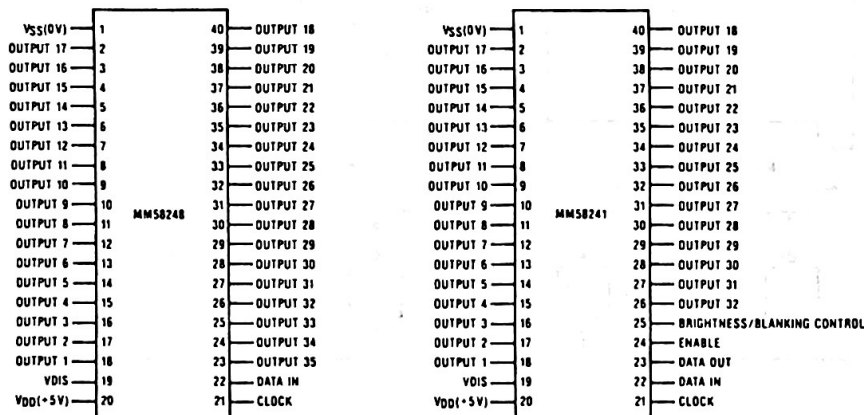 VSS(0V) 1 40 OUTPUT 18
OUTPUT 17 2 39 OUTPUT 19
OUTPUT 16 3 38 OUTPUT 20
OUTPUT 15 4 37 OUTPUT 21
OUTPUT 14 5 36 OUTPUT 22
OUTPUT 13 6 35 OUTPUT 23
OUTPUT 12 7 34 OUTPUT 24
OUTPUT 11 8 33 OUTPUT 25
OUTPUT 10 9 32 OUTPUT 26
OUTPUT 9 10 31 OUTPUT 27
MM58248
OUTPUT 8 11 30 OUTPUT 28
OUTPUT 7 12 29 OUTPUT 29
OUTPUT 6 13 28 OUTPUT 30
OUTPUT 5 14 27 OUTPUT 31
OUTPUT 4 15 26 OUTPUT 32
OUTPUT 3 16 25 OUTPUT 33
OUTPUT 2 17 24 OUTPUT 34
OUTPUT 1 18 23 OUTPUT 35
VDIS 19 22 DATA IN
VDD(+5V) 20 21 CLOCK
VSS(0V) 1 40 OUTPUT 18
OUTPUT 17 2 39 OUTPUT 19
OUTPUT 16 3 38 OUTPUT 20
OUTPUT 15 4 37 OUTPUT 21
OUTPUT 14 5 36 OUTPUT 22
OUTPUT 13 6 35 OUTPUT 23
OUTPUT 12 7 34 OUTPUT 24
OUTPUT 11 8 33 OUTPUT 25
OUTPUT 10 9 32 OUTPUT 26
OUTPUT 9 10 31 OUTPUT 27
MM58241
OUTPUT 8 11 30 OUTPUT 28
OUTPUT 7 12 29 OUTPUT 29
OUTPUT 6 13 28 OUTPUT 30
OUTPUT 5 14 27 OUTPUT 31
OUTPUT 4 15 26 OUTPUT 32
OUTPUT 3 16 25 BRIGHTNESS/BLANKING CONTROL
OUTPUT 2 17 24 ENABLE
OUTPUT 1 18 23 DATA OUT
VDIS 19 22 DATA IN
VDD(+5V) 20 21 CLOCK